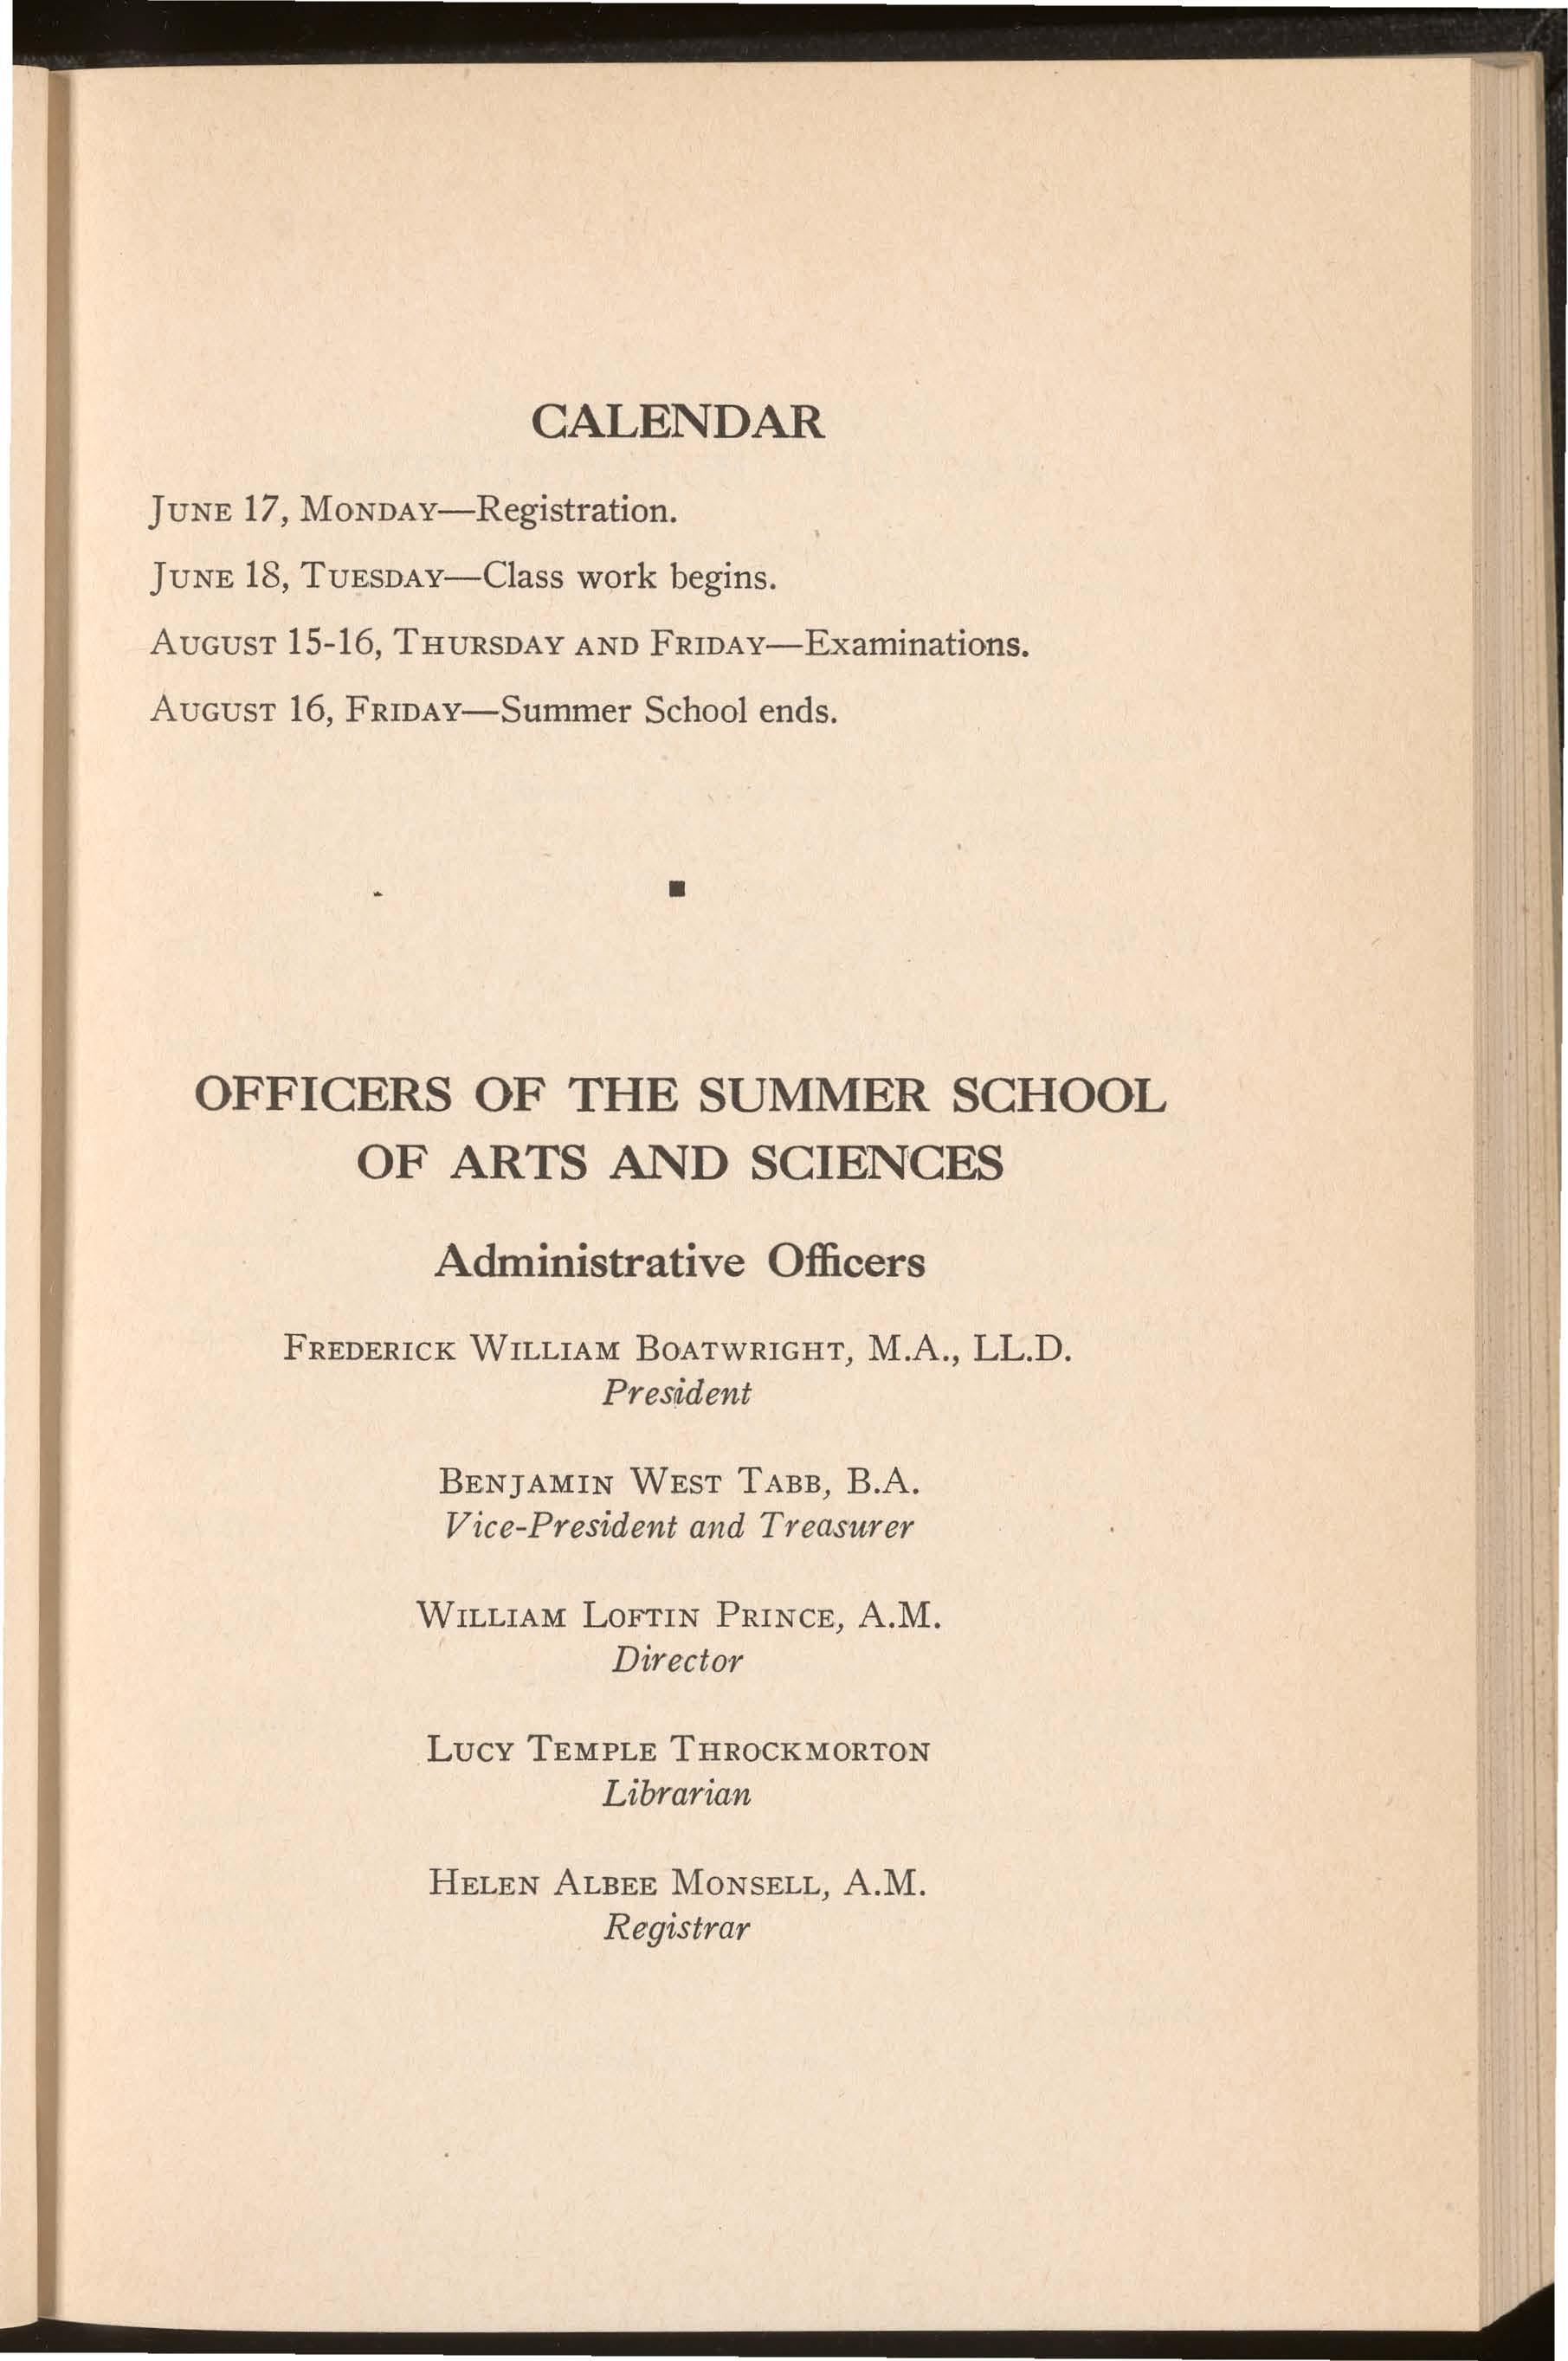 CALENDAR
JUNE 17, MONDAY—Registration.
JUNE 18, TUESDAY—Class work begins.
AUGUST 15-16, THURSDAY AND FRIDAY—Examinations.
AUGUST 16, FRIDAY—Summer School ends.
OFFICERS OF THE SUMMER SCHOOL
OF ARTS AND SCIENCES
Administrative Officers
FREDERICK WILLIAM BOATWRIGHT, M.A., LL.D.
President
BENJAMIN WEST TABB, B.A.
Vice-President and Treasurer
WILLIAM LOFTIN PRINCE, A.M.
Director
LUCY TEMPLE THROCKMORTON
Librarian
HELEN ALBEE MONSELL, A.M.
Registrar